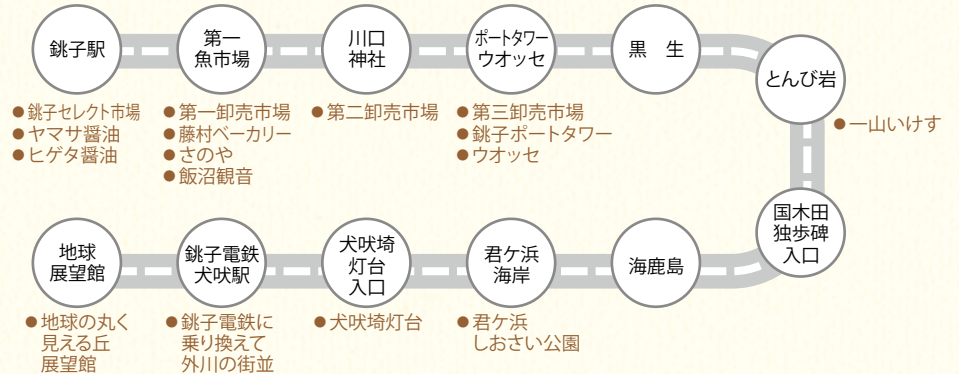 銚子駅
第一
魚市場
川口
神社
ポートタワー
ウオッセ
黒　生
とんび岩
●銚子セレクト市場
●ヤマサ醤油
●ヒゲタ醤油
●第一卸売市場
●藤村ベーカリー
●さのや
●飯沼観音
●第二卸売市場
●第三卸売市場
●銚子ポートタワー
●ウオッセ
●一山いけす
国木田
独歩碑
入口
海鹿島
君ケ浜
海岸
犬吠埼
灯台
入口
銚子電鉄
犬吠駅
地球
展望館
●地球の丸く
見える丘
展望館
●銚子電鉄に
乗り換えて
外川の街並
●犬吠埼灯台
●君ケ浜
しおさい公園